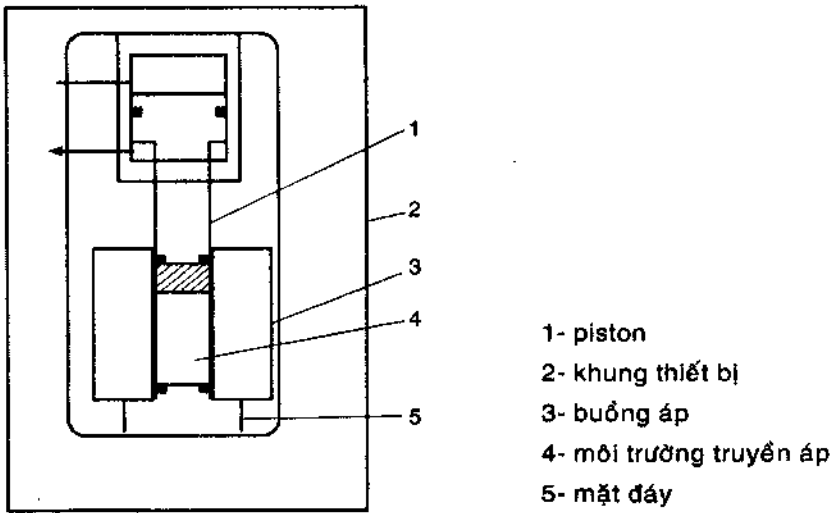 1
2
3
4
5
1- piston
2- khung thiết bị
3- buồng áp
4- môi trường truyền áp
5- mặt đáy